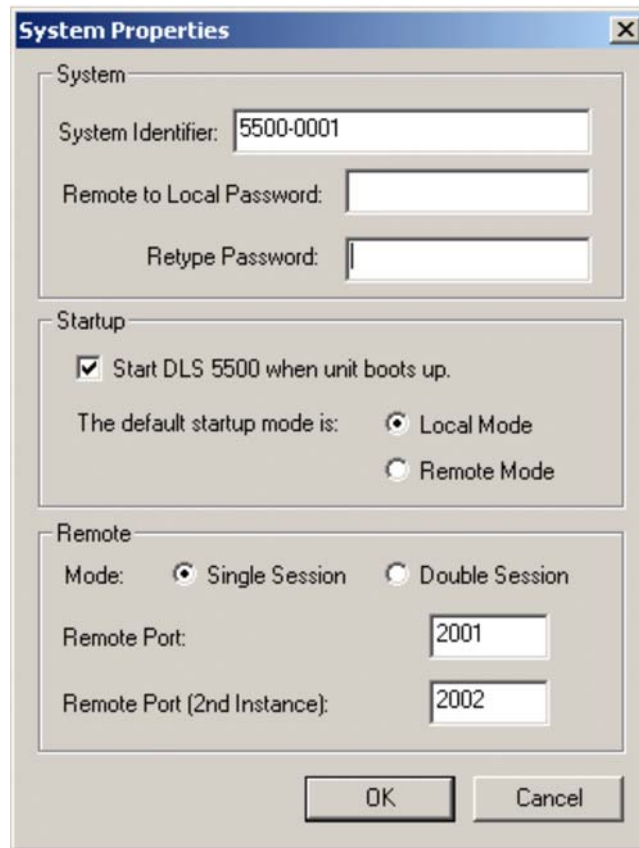 System Properties
System
System Identifier: 5500-0001
Remote to Local Password:
Retype Password:
Startup
Start DLS 5500 when unit boots up.
The default startup mode is: Local Mode
Remote Mode
Remote
Mode: Single Session Double Session
Remote Port: 2001
Remote Port (2nd Instance): 2002
OK Cancel